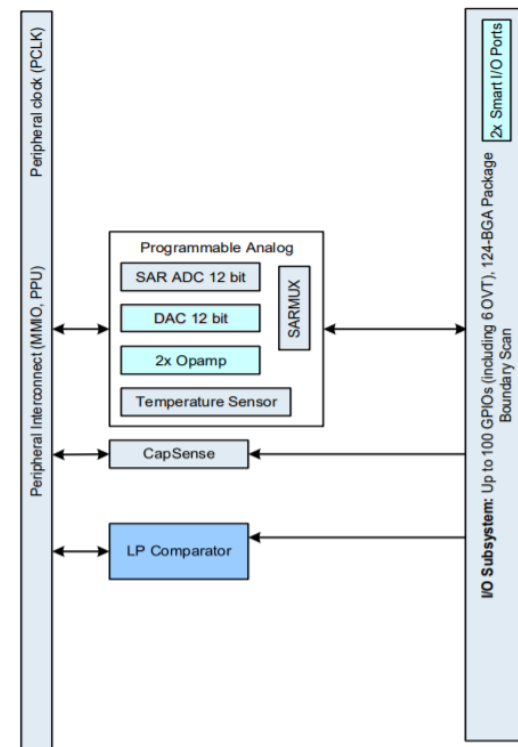 Peripheral clock (PCLK)
Peripheral Interconnect (MMIO, PPU)
Programmable Analog
SAR ADC 12 bit
DAC 12 bit
2x Opamp
Temperature Sensor
SARMUX
CapSense
LP Comparator
2x Smart I/O Ports
I/O Subsystem: Up to 100 GPIOs (including 6 OVT), 124-BGA Package
Boundary Scan